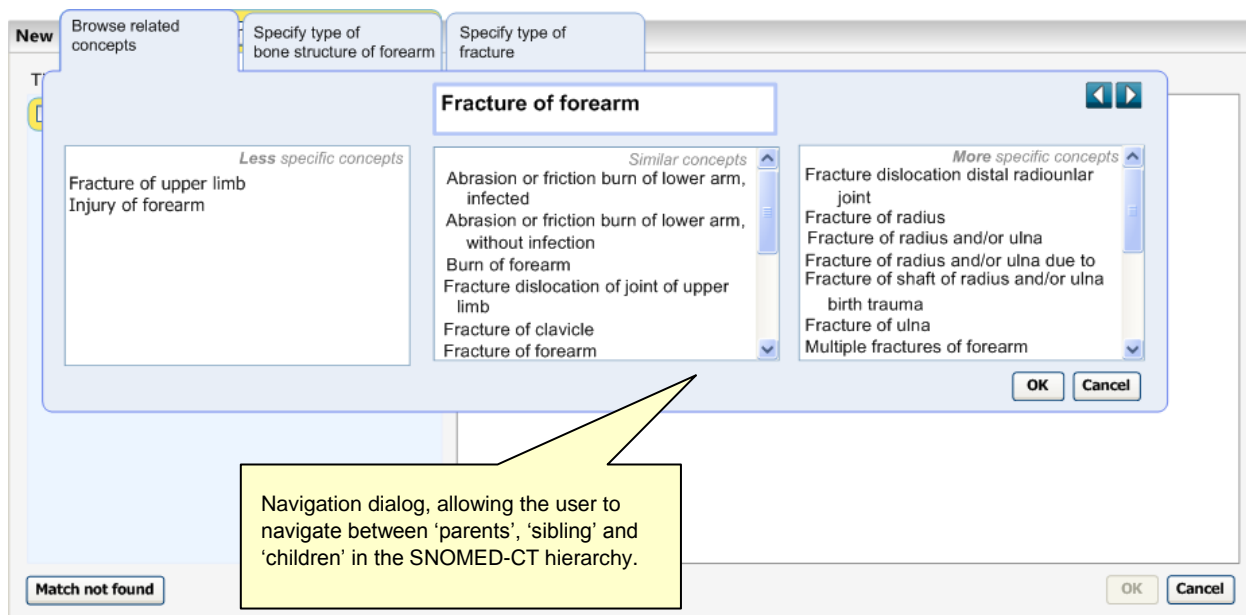 New
Browse related
concepts
Specify type of
bone structure of forearm
Specify type of
fracture
Fracture of forearm
Less specific concepts
Fracture of upper limb
Injury of forearm
Similar concepts
Abrasion or friction burn of lower arm,
infected
Abrasion or friction burn of lower arm,
without infection
Burn of forearm
Fracture dislocation of joint of upper
limb
Fracture of clavicle
Fracture of forearm
More specific concepts
Fracture dislocation distal radiounlar
joint
Fracture of radius
Fracture of radius and/or ulna
Fracture of radius and/or ulna due to
Fracture of shaft of radius and/or ulna
birth trauma
Fracture of ulna
Multiple fractures of forearm
OK Cancel
Navigation dialog, allowing the user to
navigate between ‘parents’, ‘sibling’ and
‘children’ in the SNOMED-CT hierarchy.
Match not found
OK Cancel